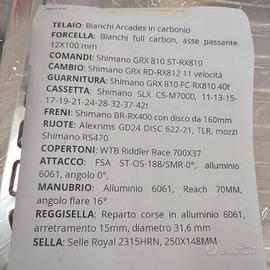 TELAIO: Bianchi Arcadex in carbonio
FORCELLA: Bianchi full carbon, asse passante
12X100 mm
COMANDI: Shimano GRX 810 ST-RX810
CAMBIO: Shimano GRX RD-RX812 11 velocità
GUARNITURA: Shimano GRX 810 FC-RX810 40t
CASSETTA: Shimano SLX CS-M7000, 11-13-15-
17-19-21-24-28-32-37-42t
FRENI: Shimano BR-RX400 con disco da 160mm
RUOTE: Alexrims GD24 DISC 622-21, TLR, mozzi
Shimano RS470
COPERTONI: WTB Riddler Race 700X37
ATTACCO: FSA ST-OS-188/SMR-0°, alluminio
6061, angolo 0°,
MANUBRIO: Alluminio 6061, Reach 70MM,
angolo flare 16°
REGGISELLA: Reparto corse in alluminio 6061,
arretramento 15mm, diametro 31,6 mm
SELLA: Selle Royal 2315HRN, 250X148MM
subito